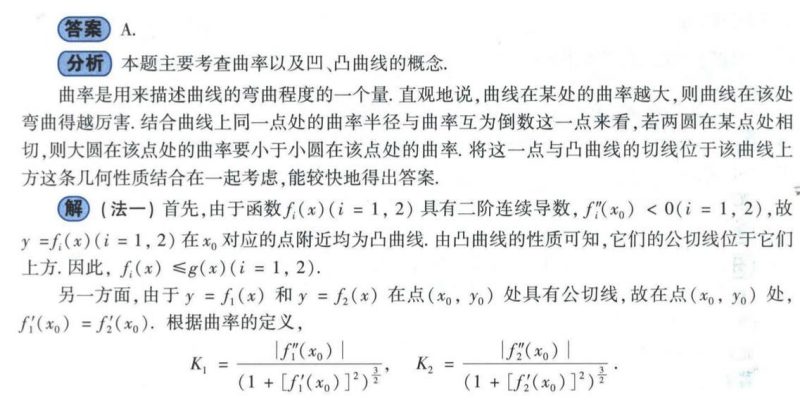 答案 A.
分析 本题主要考查曲率以及凹、凸曲线的概念.
曲率是用来描述曲线的弯曲程度的一个量. 直观地说,曲线在某处的曲率越大,则曲线在该处
弯曲得越厉害. 结合曲线上同一点处的曲率半径与曲率互为倒数这一点来看,若两圆在某点处相
切,则大圆在该点处的曲率要小于小圆在该点处的曲率. 将这一点与凸曲线的切线位于该曲线上
方这条几何性质结合在一起考虑,能较快地得出答案.
解 (法一) 首先,由于函数 f_i(x)(i = 1, 2) 具有二阶连续导数, f_i″(x_0) < 0(i = 1, 2),故
y =f_i(x)(i = 1, 2) 在 x_0 对应的点附近均为凸曲线. 由凸曲线的性质可知,它们的公切线位于它们
上方. 因此, f_i(x) ≤g(x)(i = 1, 2).
另一方面,由于 y = f_1(x) 和 y = f_2(x) 在点(x_0, y_0) 处具有公切线,故在点(x_0, y_0) 处,
f_1′(x_0) = f_2′(x_0). 根据曲率的定义,
K_1 = |f_1″(x_0)| / (1 + [f_1′(x_0)]^2)^{3/2}, K_2 = |f_2″(x_0)| / (1 + [f_2′(x_0)]^2)^{3/2}.